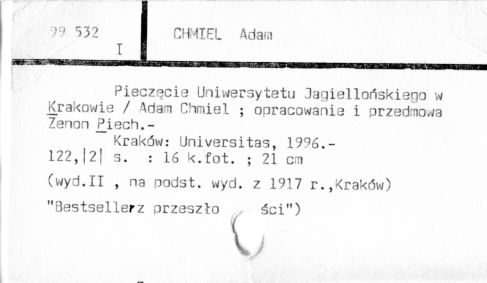 99 532
I
CHMIEL Adam
Pieczęcie Uniwersytetu Jagiellońskiego w
Krakowie / Adam Chmiel ; opracowanie i przedmowa
Zenon Piech.-
Kraków: Universitas, 1996.-
122,|2| s. : 16 k.fot. ; 21 cm
(wyd.II , na podst. wyd. z 1917 r.,Kraków)
"Bestsellerz przeszło ści")